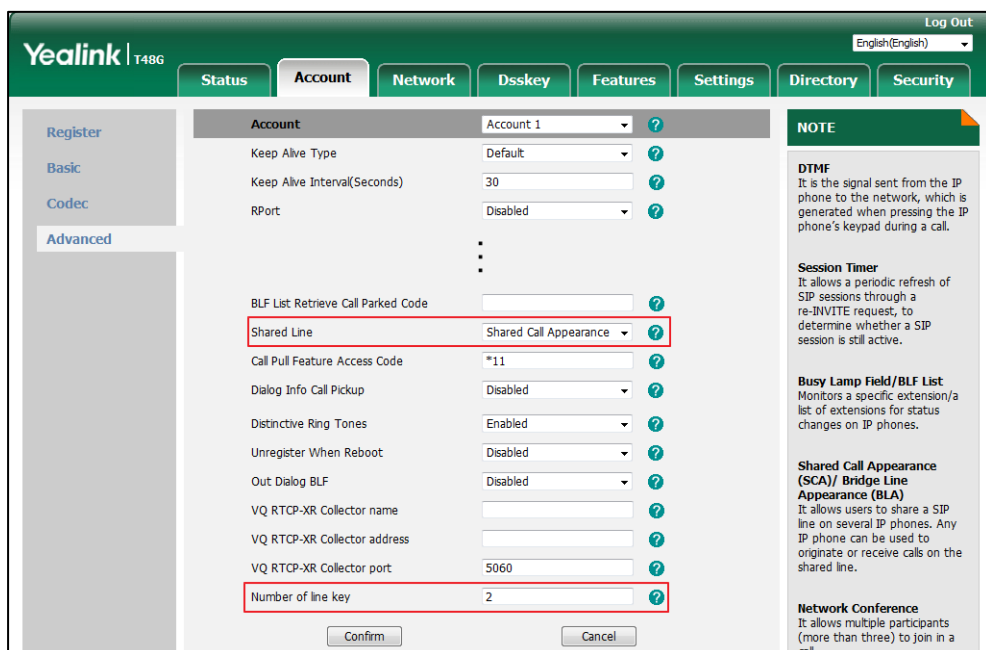 Log Out
Yealink T48G
English(English)
Status Account Network Dsskey Features Settings Directory Security
Register
Basic
Codec
Advanced
Account Account 1 ?
Keep Alive Type Default ?
Keep Alive Interval(Seconds) 30 ?
RPort Disabled ?
BLF List Retrieve Call Parked Code ?
Shared Line Shared Call Appearance ?
Call Pull Feature Access Code *11 ?
Dialog Info Call Pickup Disabled ?
Distinctive Ring Tones Enabled ?
Unregister When Reboot Disabled ?
Out Dialog BLF Disabled ?
VQ RTCP-XR Collector name ?
VQ RTCP-XR Collector address ?
VQ RTCP-XR Collector port 5060 ?
Number of line key 2 ?
Confirm Cancel
NOTE
DTMF
It is the signal sent from the IP
phone to the network, which is
generated when pressing the IP
phone's keypad during a call.
Session Timer
It allows a periodic refresh of
SIP sessions through a
re-INVITE request, to
determine whether a SIP
session is still active.
Busy Lamp Field/BLF List
Monitors a specific extension/a
list of extensions for status
changes on IP phones.
Shared Call Appearance
(SCA)/ Bridge Line
Appearance (BLA)
It allows users to share a SIP
line on several IP phones. Any
IP phone can be used to
originate or receive calls on the
shared line.
Network Conference
It allows multiple participants
(more than three) to join in a